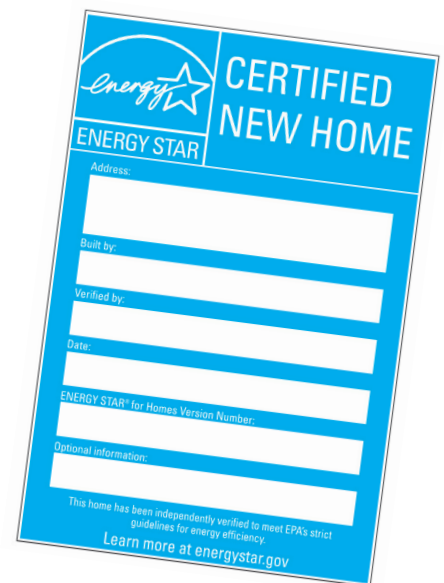 energy
ENERGY STAR
CERTIFIED
NEW HOME
Address:
Built by:
Verified by:
Date:
ENERGY STAR® for Homes Version Number:
Optional information:
This home has been independently verified to meet EPA's strict
guidelines for energy efficiency.
Learn more at energystar.gov